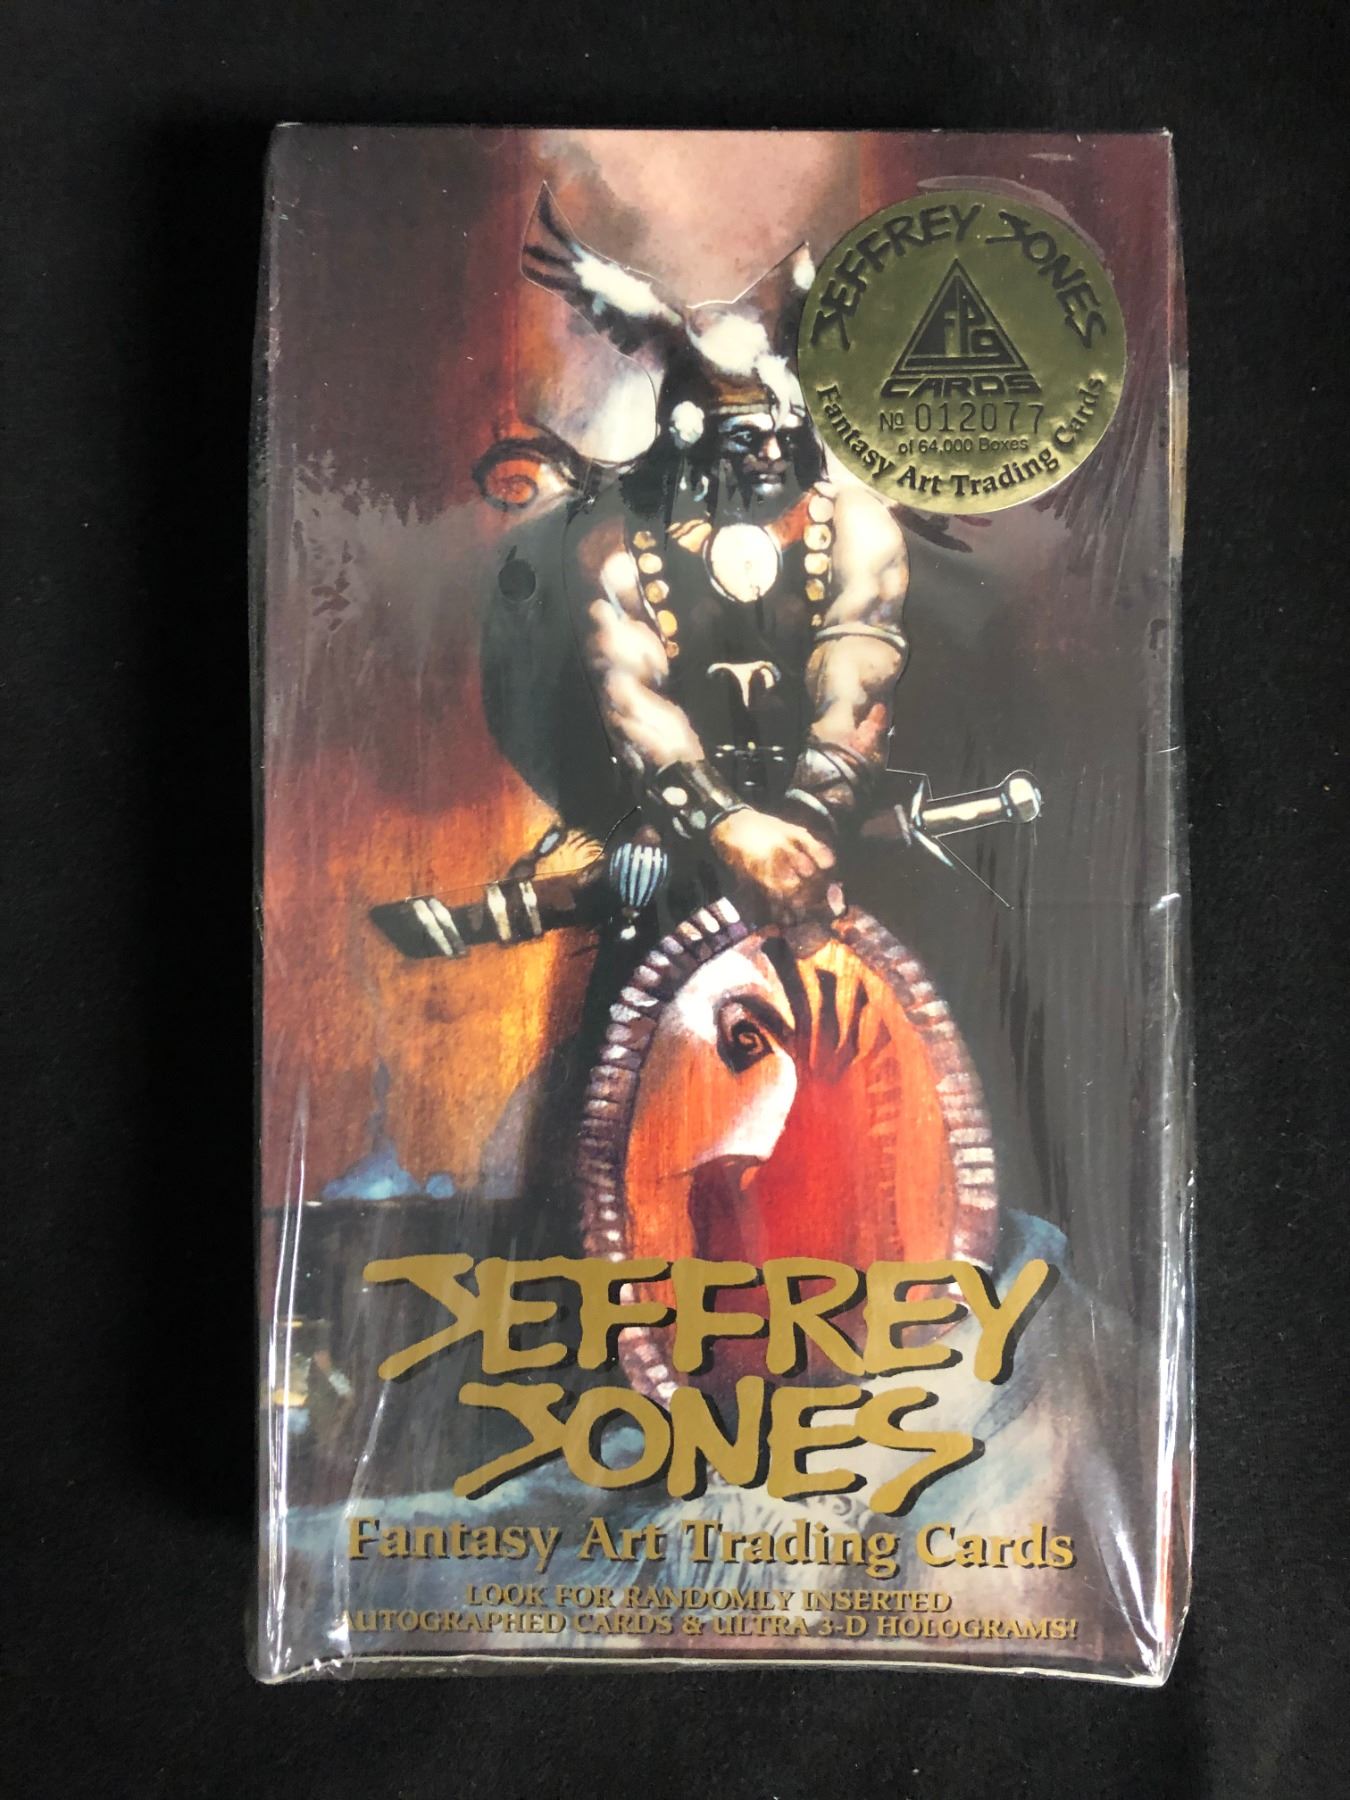 JEFFREY JONES
FPG
CARDS
№ 012077
of 64,000 Boxes
Fantasy Art Trading Cards
JEFFREY
JONES
Fantasy Art Trading Cards
LOOK FOR RANDOMLY INSERTED
AUTOGRAPHED CARDS & ULTRA 3-D HOLOGRAMS!